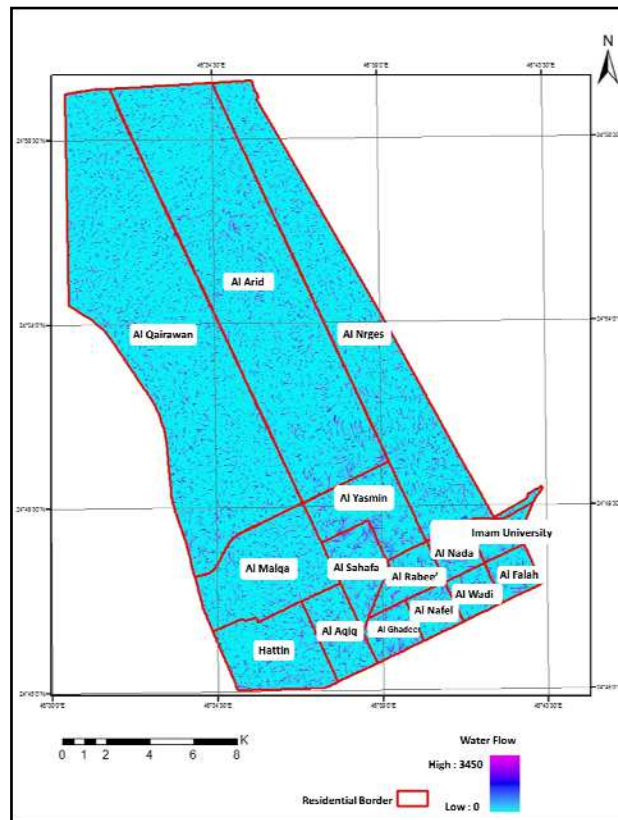 N
Al Arid
Al Qairawan
Al Nrges
Al Yasmin
Imam University
Al Nada
Al Malqa
Al Sahafa
Al Rabee'
Al Falah
Al Wadi
Al Nafel
Al Aqiq
Al Ghadeer
Hattin
K
0 1 2 4 6 8
Water Flow
High : 3450
Low : 0
Residential Border